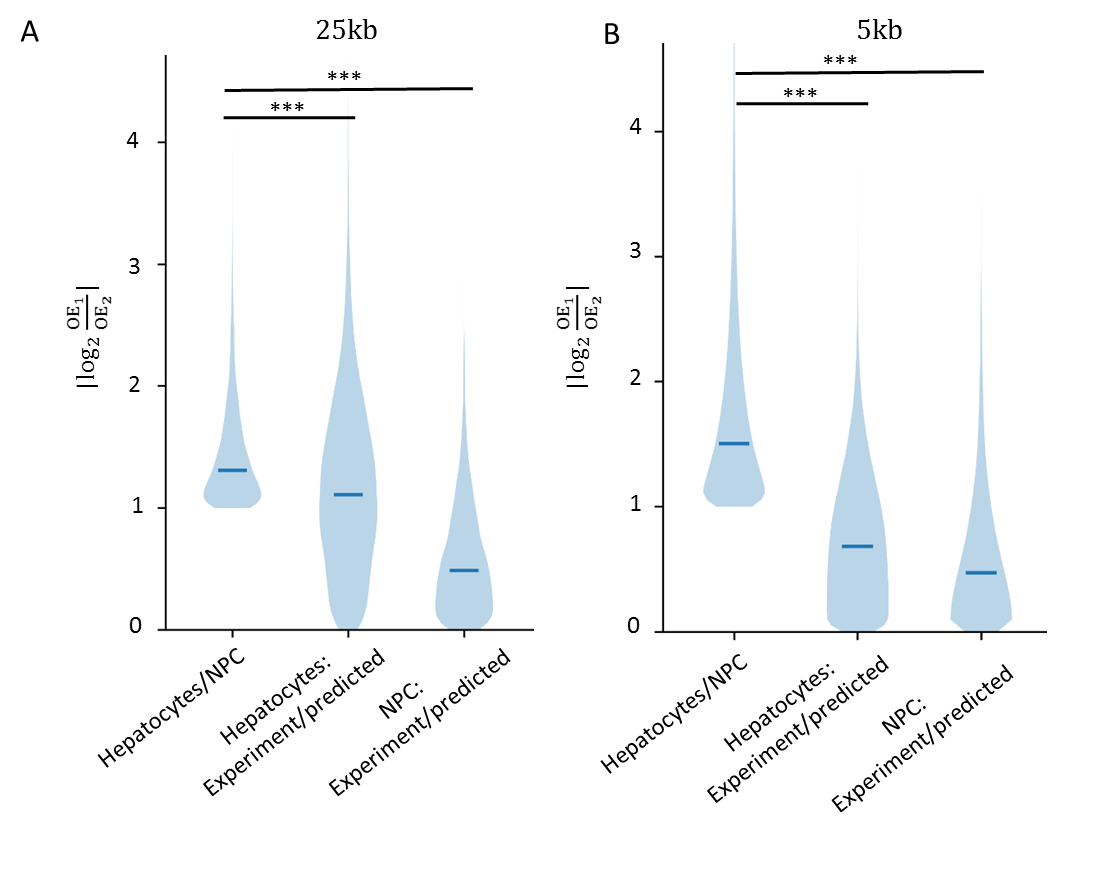 A
25kb
***
***
4
3
2
1
0
|log₂ OE₁/OE₂|
Hepatocytes/NPC
Hepatocytes:
Experiment/predicted
NPC:
Experiment/predicted
B
5kb
***
***
4
3
2
1
0
|log₂ OE₁/OE₂|
Hepatocytes/NPC
Hepatocytes:
Experiment/predicted
NPC:
Experiment/predicted